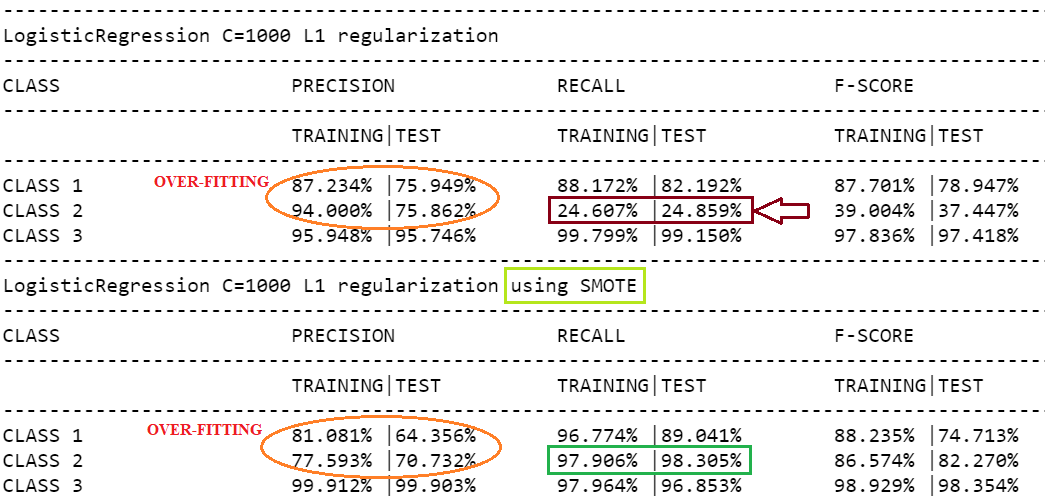 LogisticRegression C=1000 L1 regularization
CLASS PRECISION RECALL F-SCORE
TRAINING|TEST TRAINING|TEST TRAINING|TEST
CLASS 1 OVER-FITTING 87.234% |75.949% 88.172% |82.192% 87.701% |78.947%
CLASS 2 94.000% |75.862% 24.607% |24.859% 39.004% |37.447%
CLASS 3 95.948% |95.746% 99.799% |99.150% 97.836% |97.418%
LogisticRegression C=1000 L1 regularization using SMOTE
CLASS PRECISION RECALL F-SCORE
TRAINING|TEST TRAINING|TEST TRAINING|TEST
CLASS 1 OVER-FITTING 81.081% |64.356% 96.774% |89.041% 88.235% |74.713%
CLASS 2 77.593% |70.732% 97.906% |98.305% 86.574% |82.270%
CLASS 3 99.912% |99.903% 97.964% |96.853% 98.929% |98.354%